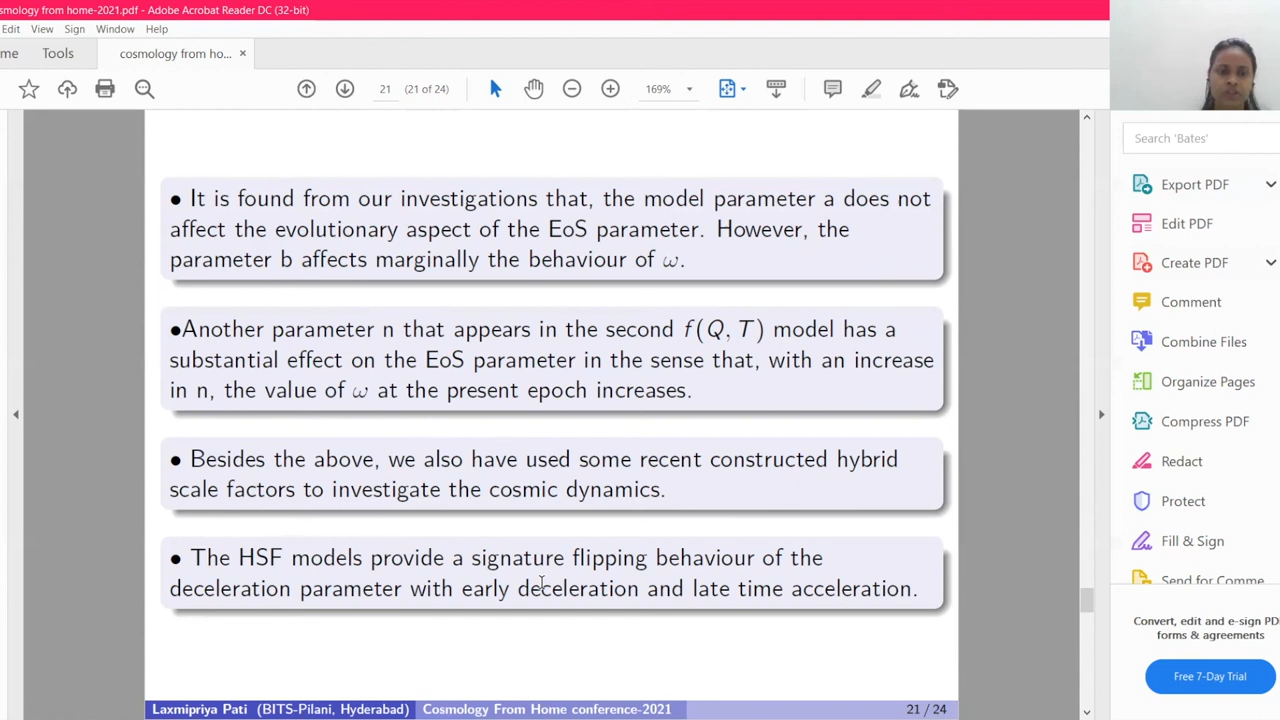 osmology from home-2021.pdf - Adobe Acrobat Reader DC (32-bit)
Edit View Sign Window Help
me Tools cosmology from ho... ×
21 (21 of 24) 169%
• It is found from our investigations that, the model parameter a does not
affect the evolutionary aspect of the EoS parameter. However, the
parameter b affects marginally the behaviour of ω.
•Another parameter n that appears in the second f(Q, T) model has a
substantial effect on the EoS parameter in the sense that, with an increase
in n, the value of ω at the present epoch increases.
• Besides the above, we also have used some recent constructed hybrid
scale factors to investigate the cosmic dynamics.
• The HSF models provide a signature flipping behaviour of the
deceleration parameter with early deceleration and late time acceleration.
Laxmipriya Pati (BITS-Pilani, Hyderabad) Cosmology From Home conference-2021 21 / 24
Search 'Bates'
Export PDF
Edit PDF
Create PDF
Comment
Combine Files
Organize Pages
Compress PDF
Redact
Protect
Fill & Sign
Send for Comme
Convert, edit and e-sign PD
forms & agreements
Free 7-Day Trial